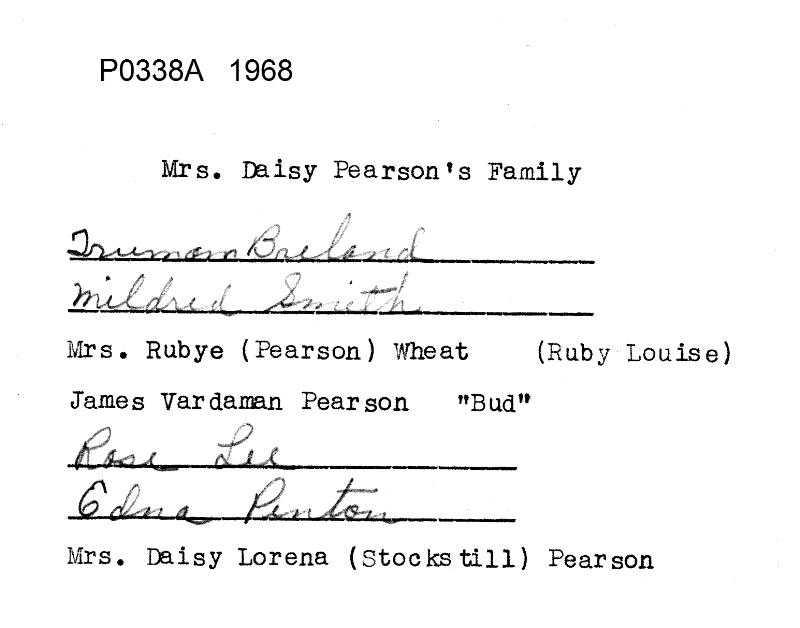 P0338A 1968
Mrs. Daisy Pearson's Family
Truman Breland
Mildred Smith
Mrs. Rubye (Pearson) Wheat (Ruby Louise)
James Vardaman Pearson "Bud"
Rose Lee
Edna Penton
Mrs. Daisy Lorena (Stockstill) Pearson